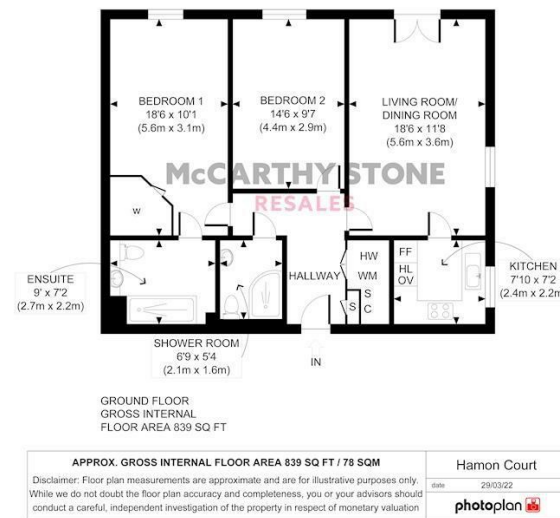 BEDROOM 1
18'6 x 10'1
(5.6m x 3.1m)
BEDROOM 2
14'6 x 9'7
(4.4m x 2.9m)
LIVING ROOM/
DINING ROOM
18'6 x 11'8
(5.6m x 3.6m)
McCARTHY STONE
RESALES
W
ENSUITE
9' x 7'2
(2.7m x 2.2m)
HALLWAY
HW
WM
S
C
S
FF
HL
OV
KITCHEN
7'10 x 7'2
(2.4m x 2.2m
SHOWER ROOM
6'9 x 5'4
(2.1m x 1.6m)
IN
GROUND FLOOR
GROSS INTERNAL
FLOOR AREA 839 SQ FT
APPROX. GROSS INTERNAL FLOOR AREA 839 SQ FT / 78 SQM
Disclaimer: Floor plan measurements are approximate and are for illustrative purposes only.
While we do not doubt the floor plan accuracy and completeness, you or your advisors should
conduct a careful, independent investigation of the property in respect of monetary valuation
Hamon Court
date 29/03/22
photoplan